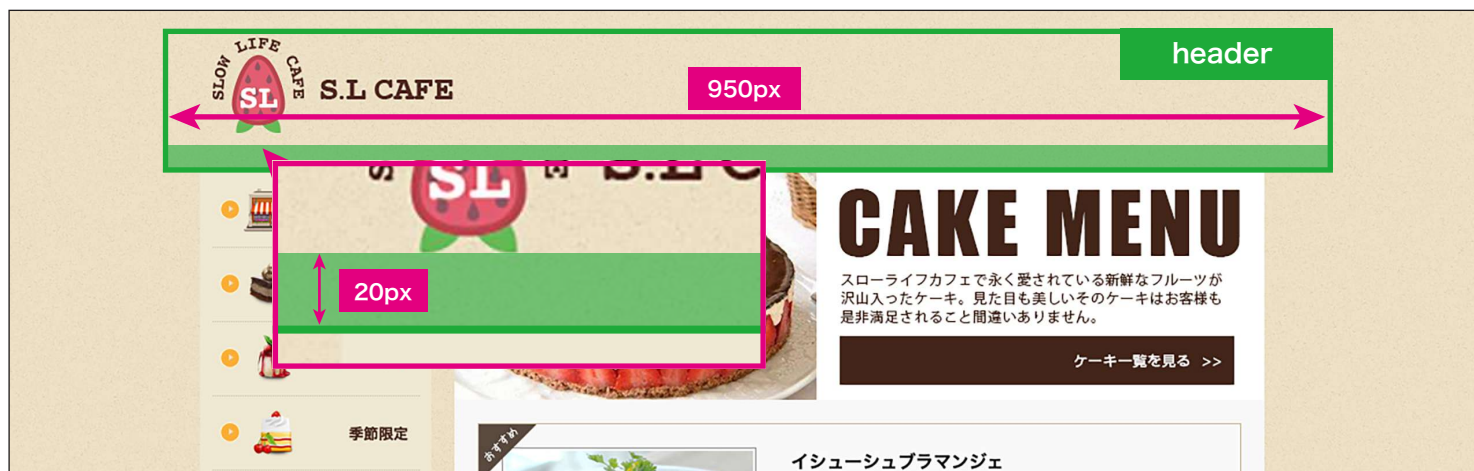 header
SLOW LIFE CAFE
SL
S.L CAFE
950px
SL
S.L C
20px
CAKE MENU
スローライフカフェで永く愛されている新鮮なフルーツが
沢山入ったケーキ。見た目も美しいそのケーキはお客様も
是非満足されること間違いありません。
ケーキ一覧を見る >>
季節限定
おすすめ
イシューシュブラマンジェ